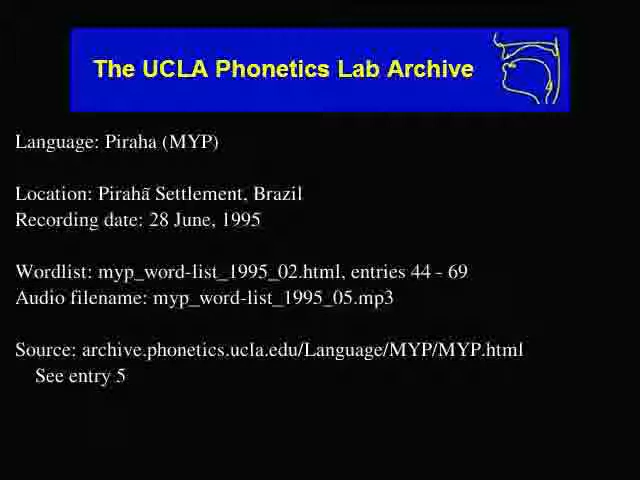 The UCLA Phonetics Lab Archive
Language: Piraha (MYP)
Location: Pirahã Settlement, Brazil
Recording date: 28 June, 1995
Wordlist: myp_word-list_1995_02.html, entries 44 - 69
Audio filename: myp_word-list_1995_05.mp3
Source: archive.phonetics.ucla.edu/Language/MYP/MYP.html
See entry 5